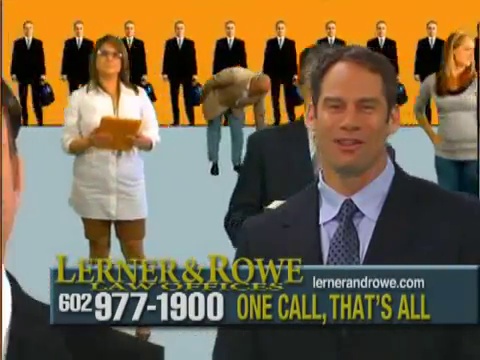 LERNER & ROWE
LAW OFFICES
lernerandrowe.com
602 977-1900 ONE CALL, THAT'S ALL